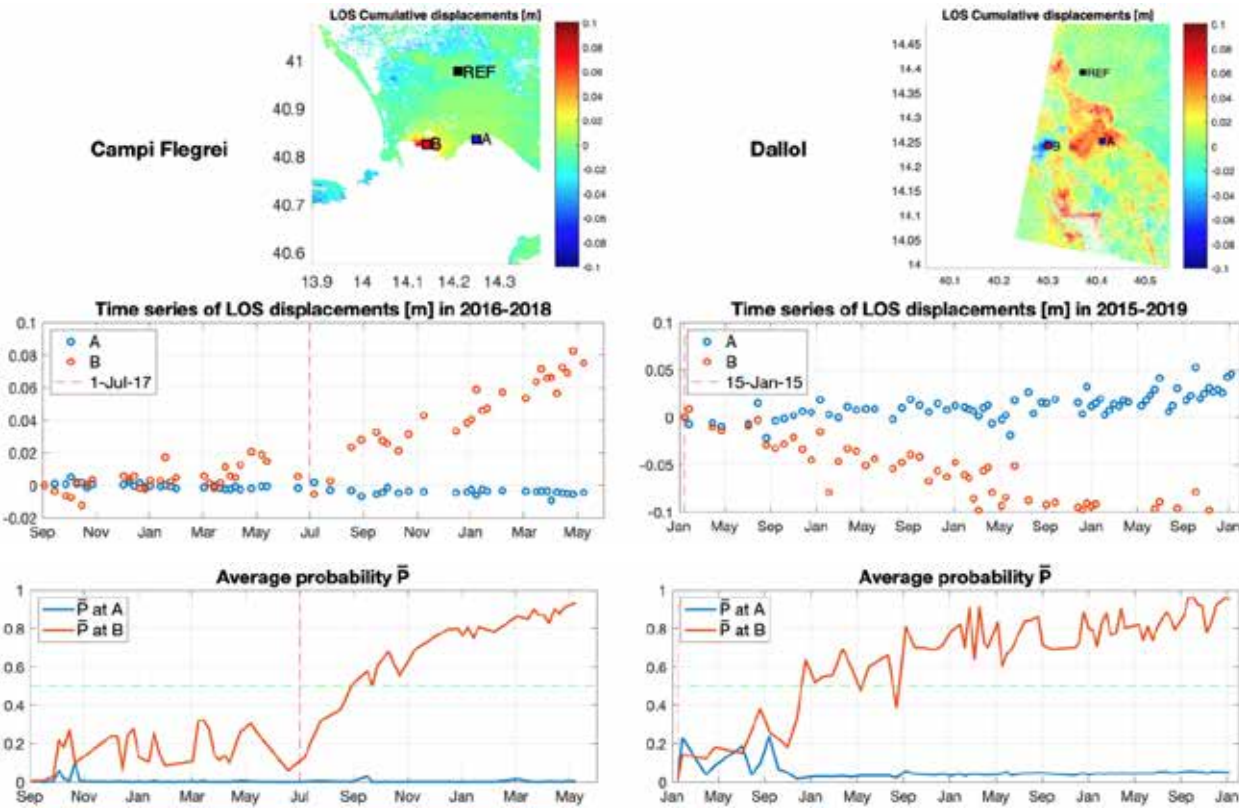 LOS Cumulative displacements [m]
41
40.9
40.8
40.7
40.6
13.9 14 14.1 14.2 14.3
REF
B
A
0.1
0.08
0.06
0.04
0.02
0
-0.02
-0.04
-0.06
-0.08
-0.1
Campi Flegrei
LOS Cumulative displacements [m]
14.45
14.4
14.35
14.3
14.25
14.2
14.15
14.1
14.05
14
40.1 40.2 40.3 40.4 40.5
REF
B
A
0.1
0.08
0.06
0.04
0.02
0
-0.02
-0.04
-0.06
-0.08
-0.1
Dallol
Time series of LOS displacements [m] in 2016-2018
0.1
0.08
0.06
0.04
0.02
0
-0.02
A
B
1-Jul-17
Sep Nov Jan Mar May Jul Sep Nov Jan Mar May
Time series of LOS displacements [m] in 2015-2019
0.1
0.05
0
-0.05
-0.1
A
B
15-Jan-15
Jan May Sep Jan May Sep Jan May Sep Jan May Sep Jan
Average probability P̅
1
0.8
0.6
0.4
0.2
0
P̅ at A
P̅ at B
Sep Nov Jan Mar May Jul Sep Nov Jan Mar May
Average probability P̅
1
0.8
0.6
0.4
0.2
0
P̅ at A
P̅ at B
Jan May Sep Jan May Sep Jan May Sep Jan May Sep Jan